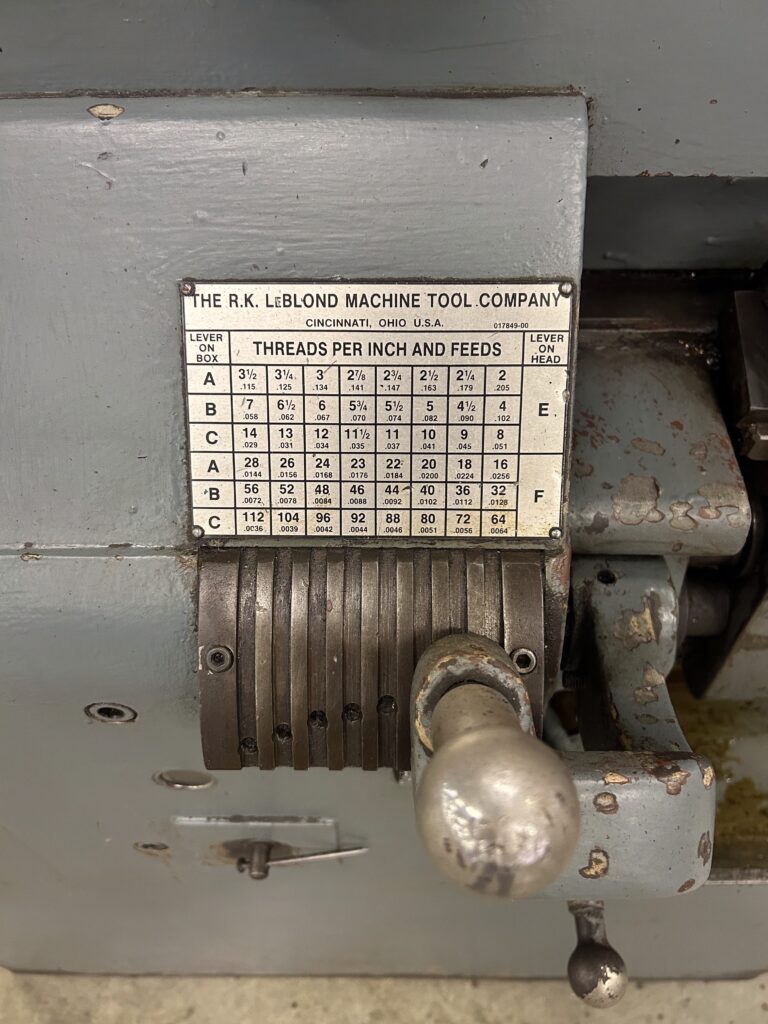 THE R.K. LeBLOND MACHINE TOOL COMPANY
CINCINNATI, OHIO U.S.A. 017849-00
LEVER ON BOX THREADS PER INCH AND FEEDS LEVER ON HEAD
A 3½ 3¼ 3 2⅞ 2¾ 2½ 2¼ 2
.115 .125 .134 .141 .147 .163 .179 .205
B 7 6½ 6 5¾ 5½ 5 4½ 4 E
.058 .062 .067 .070 .074 .082 .090 .102
C 14 13 12 11½ 11 10 9 8
.029 .031 .034 .035 .037 .041 .045 .051
A 28 26 24 23 22 20 18 16
.0144 .0156 .0168 .0176 .0184 .0200 .0224 .0256
B 56 52 48 46 44 40 36 32 F
.0072 .0078 .0084 .0088 .0092 .0102 .0112 .0128
C 112 104 96 92 88 80 72 64
.0036 .0039 .0042 .0044 .0046 .0051 .0056 .0064